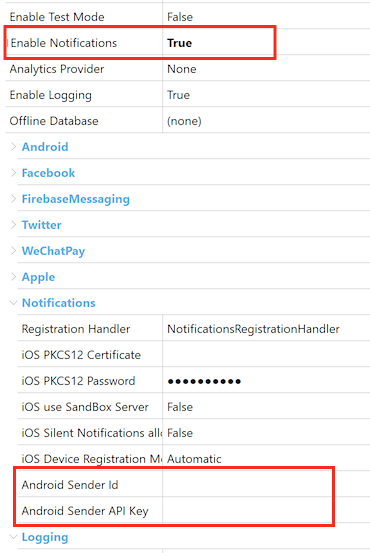 Enable Test Mode False
Enable Notifications True
Analytics Provider None
Enable Logging True
Offline Database (none)
Android
Facebook
FirebaseMessaging
Twitter
WeChatPay
Apple
Notifications
Registration Handler NotificationsRegistrationHandler
iOS PKCS12 Certificate
iOS PKCS12 Password ●●●●●●●●●●
iOS use SandBox Server False
iOS Silent Notifications allo False
iOS Device Registration Mo Automatic
Android Sender Id
Android Sender API Key
Logging